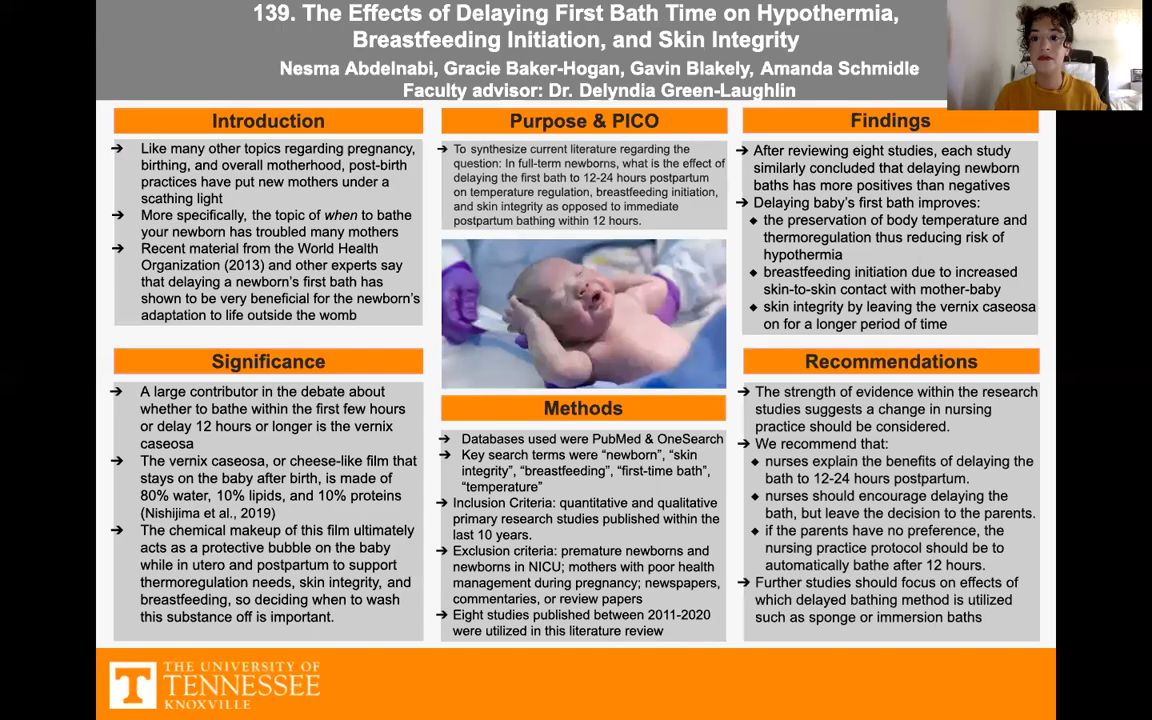 139. The Effects of Delaying First Bath Time on Hypothermia,
Breastfeeding Initiation, and Skin Integrity
Nesma Abdelnabi, Gracie Baker-Hogan, Gavin Blakely, Amanda Schmidle
Faculty advisor: Dr. Delyndia Green-Laughlin
Introduction
➔ Like many other topics regarding pregnancy,
birthing, and overall motherhood, post-birth
practices have put new mothers under a
scathing light
➔ More specifically, the topic of when to bathe
your newborn has troubled many mothers
➔ Recent material from the World Health
Organization (2013) and other experts say
that delaying a newborn's first bath has
shown to be very beneficial for the newborn's
adaptation to life outside the womb
Significance
➔ A large contributor in the debate about
whether to bathe within the first few hours
or delay 12 hours or longer is the vernix
caseosa
➔ The vernix caseosa, or cheese-like film that
stays on the baby after birth, is made of
80% water, 10% lipids, and 10% proteins
(Nishijima et al., 2019)
➔ The chemical makeup of this film ultimately
acts as a protective bubble on the baby
while in utero and postpartum to support
thermoregulation needs, skin integrity, and
breastfeeding, so deciding when to wash
this substance off is important.
Purpose & PICO
➔ To synthesize current literature regarding the
question: In full-term newborns, what is the effect of
delaying the first bath to 12-24 hours postpartum
on temperature regulation, breastfeeding initiation,
and skin integrity as opposed to immediate
postpartum bathing within 12 hours.
Methods
➔ Databases used were PubMed & OneSearch
➔ Key search terms were “newborn”, “skin
integrity”, “breastfeeding”, “first-time bath”,
“temperature”
➔ Inclusion Criteria: quantitative and qualitative
primary research studies published within the
last 10 years.
➔ Exclusion criteria: premature newborns and
newborns in NICU; mothers with poor health
management during pregnancy; newspapers,
commentaries, or review papers
➔ Eight studies published between 2011-2020
were utilized in this literature review
Findings
➔ After reviewing eight studies, each study
similarly concluded that delaying newborn
baths has more positives than negatives
➔ Delaying baby's first bath improves:
◆ the preservation of body temperature and
thermoregulation thus reducing risk of
hypothermia
◆ breastfeeding initiation due to increased
skin-to-skin contact with mother-baby
◆ skin integrity by leaving the vernix caseosa
on for a longer period of time
Recommendations
➔ The strength of evidence within the research
studies suggests a change in nursing
practice should be considered.
➔ We recommend that:
◆ nurses explain the benefits of delaying the
bath to 12-24 hours postpartum.
◆ nurses should encourage delaying the
bath, but leave the decision to the parents.
◆ if the parents have no preference, the
nursing practice protocol should be to
automatically bathe after 12 hours.
➔ Further studies should focus on effects of
which delayed bathing method is utilized
such as sponge or immersion baths
T
THE UNIVERSITY OF
TENNESSEE
KNOXVILLE